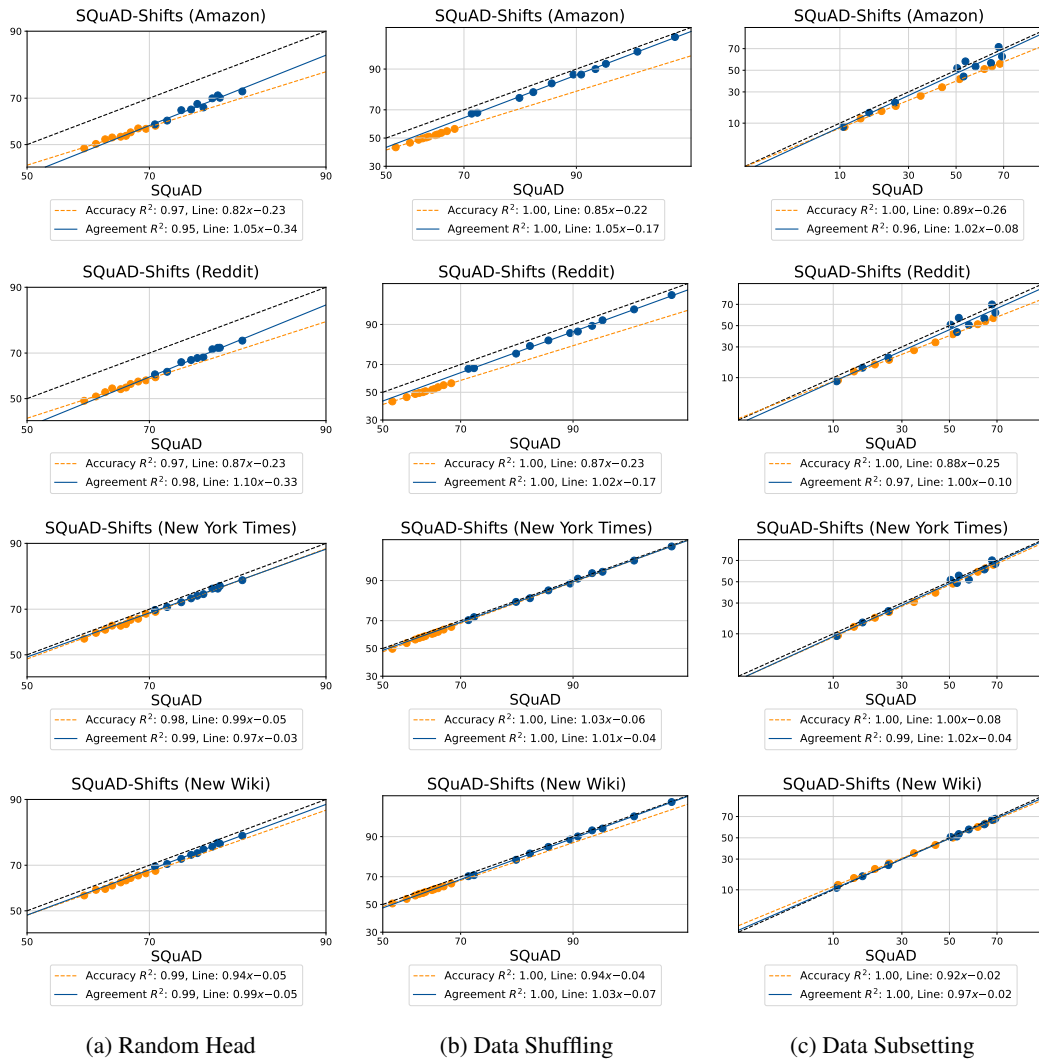 SQuAD-Shifts (Amazon)
90
70
50
50
70
90
SQuAD
Accuracy R²: 0.97, Line: 0.82x−0.23
Agreement R²: 0.95, Line: 1.05x−0.34
SQuAD-Shifts (Amazon)
90
70
50
30
50
70
90
SQuAD
Accuracy R²: 1.00, Line: 0.85x−0.22
Agreement R²: 1.00, Line: 1.05x−0.17
SQuAD-Shifts (Amazon)
70
50
30
10
10
30
50
70
SQuAD
Accuracy R²: 1.00, Line: 0.89x−0.26
Agreement R²: 0.96, Line: 1.02x−0.08
SQuAD-Shifts (Reddit)
90
70
50
50
70
90
SQuAD
Accuracy R²: 0.97, Line: 0.87x−0.23
Agreement R²: 0.98, Line: 1.10x−0.33
SQuAD-Shifts (Reddit)
90
70
50
30
50
70
90
SQuAD
Accuracy R²: 1.00, Line: 0.87x−0.23
Agreement R²: 1.00, Line: 1.02x−0.17
SQuAD-Shifts (Reddit)
70
50
30
10
10
30
50
70
SQuAD
Accuracy R²: 1.00, Line: 0.88x−0.25
Agreement R²: 0.97, Line: 1.00x−0.10
SQuAD-Shifts (New York Times)
90
70
50
50
70
90
SQuAD
Accuracy R²: 0.98, Line: 0.99x−0.05
Agreement R²: 0.99, Line: 0.97x−0.03
SQuAD-Shifts (New York Times)
90
70
50
30
50
70
90
SQuAD
Accuracy R²: 1.00, Line: 1.03x−0.06
Agreement R²: 1.00, Line: 1.01x−0.04
SQuAD-Shifts (New York Times)
70
50
30
10
10
30
50
70
SQuAD
Accuracy R²: 1.00, Line: 1.00x−0.08
Agreement R²: 0.99, Line: 1.02x−0.04
SQuAD-Shifts (New Wiki)
90
70
50
50
70
90
SQuAD
Accuracy R²: 0.99, Line: 0.94x−0.05
Agreement R²: 0.99, Line: 0.99x−0.05
SQuAD-Shifts (New Wiki)
90
70
50
30
50
70
90
SQuAD
Accuracy R²: 1.00, Line: 0.94x−0.04
Agreement R²: 1.00, Line: 1.03x−0.07
SQuAD-Shifts (New Wiki)
70
50
30
10
10
30
50
70
SQuAD
Accuracy R²: 1.00, Line: 0.92x−0.02
Agreement R²: 1.00, Line: 0.97x−0.02
(a) Random Head
(b) Data Shuffling
(c) Data Subsetting